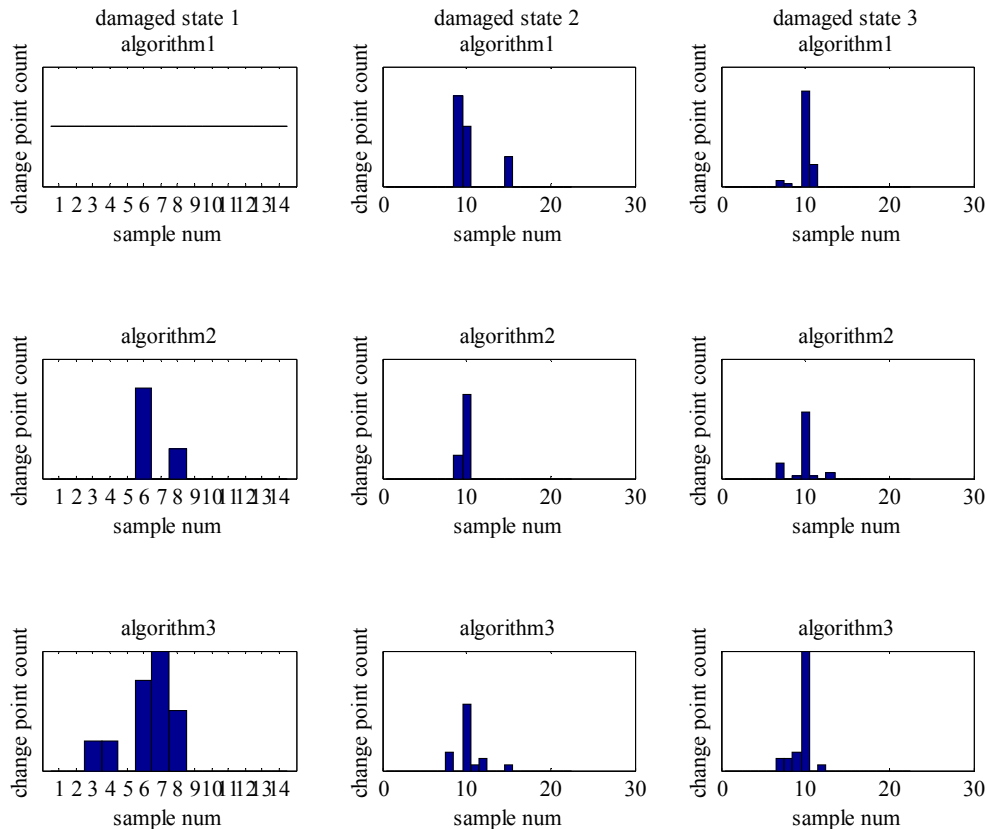 damaged state 1 damaged state 2 damaged state 3
algorithm1 algorithm1 algorithm1
change point count change point count change point count
1 2 3 4 5 6 7 8 9 10 11 12 13 14 0 10 20 30 0 10 20 30
sample num sample num sample num
algorithm2 algorithm2 algorithm2
change point count change point count change point count
1 2 3 4 5 6 7 8 9 10 11 12 13 14 0 10 20 30 0 10 20 30
sample num sample num sample num
algorithm3 algorithm3 algorithm3
change point count change point count change point count
1 2 3 4 5 6 7 8 9 10 11 12 13 14 0 10 20 30 0 10 20 30
sample num sample num sample num